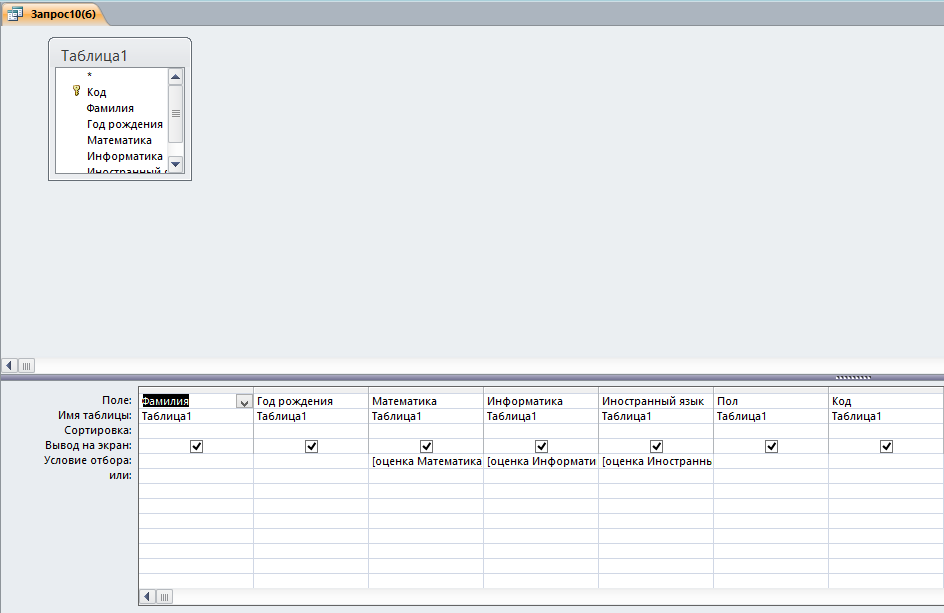 Запрос10(6)
Таблица1
*
Код
Фамилия
Год рождения
Математика
Информатика
Иностранный
Поле: Фамилия Год рождения Математика Информатика Иностранный язык Пол Код
Имя таблицы: Таблица1 Таблица1 Таблица1 Таблица1 Таблица1 Таблица1 Таблица1
Сортировка:
Вывод на экран:
Условие отбора: [оценка Математика [оценка Информати [оценка Иностраннь
или: